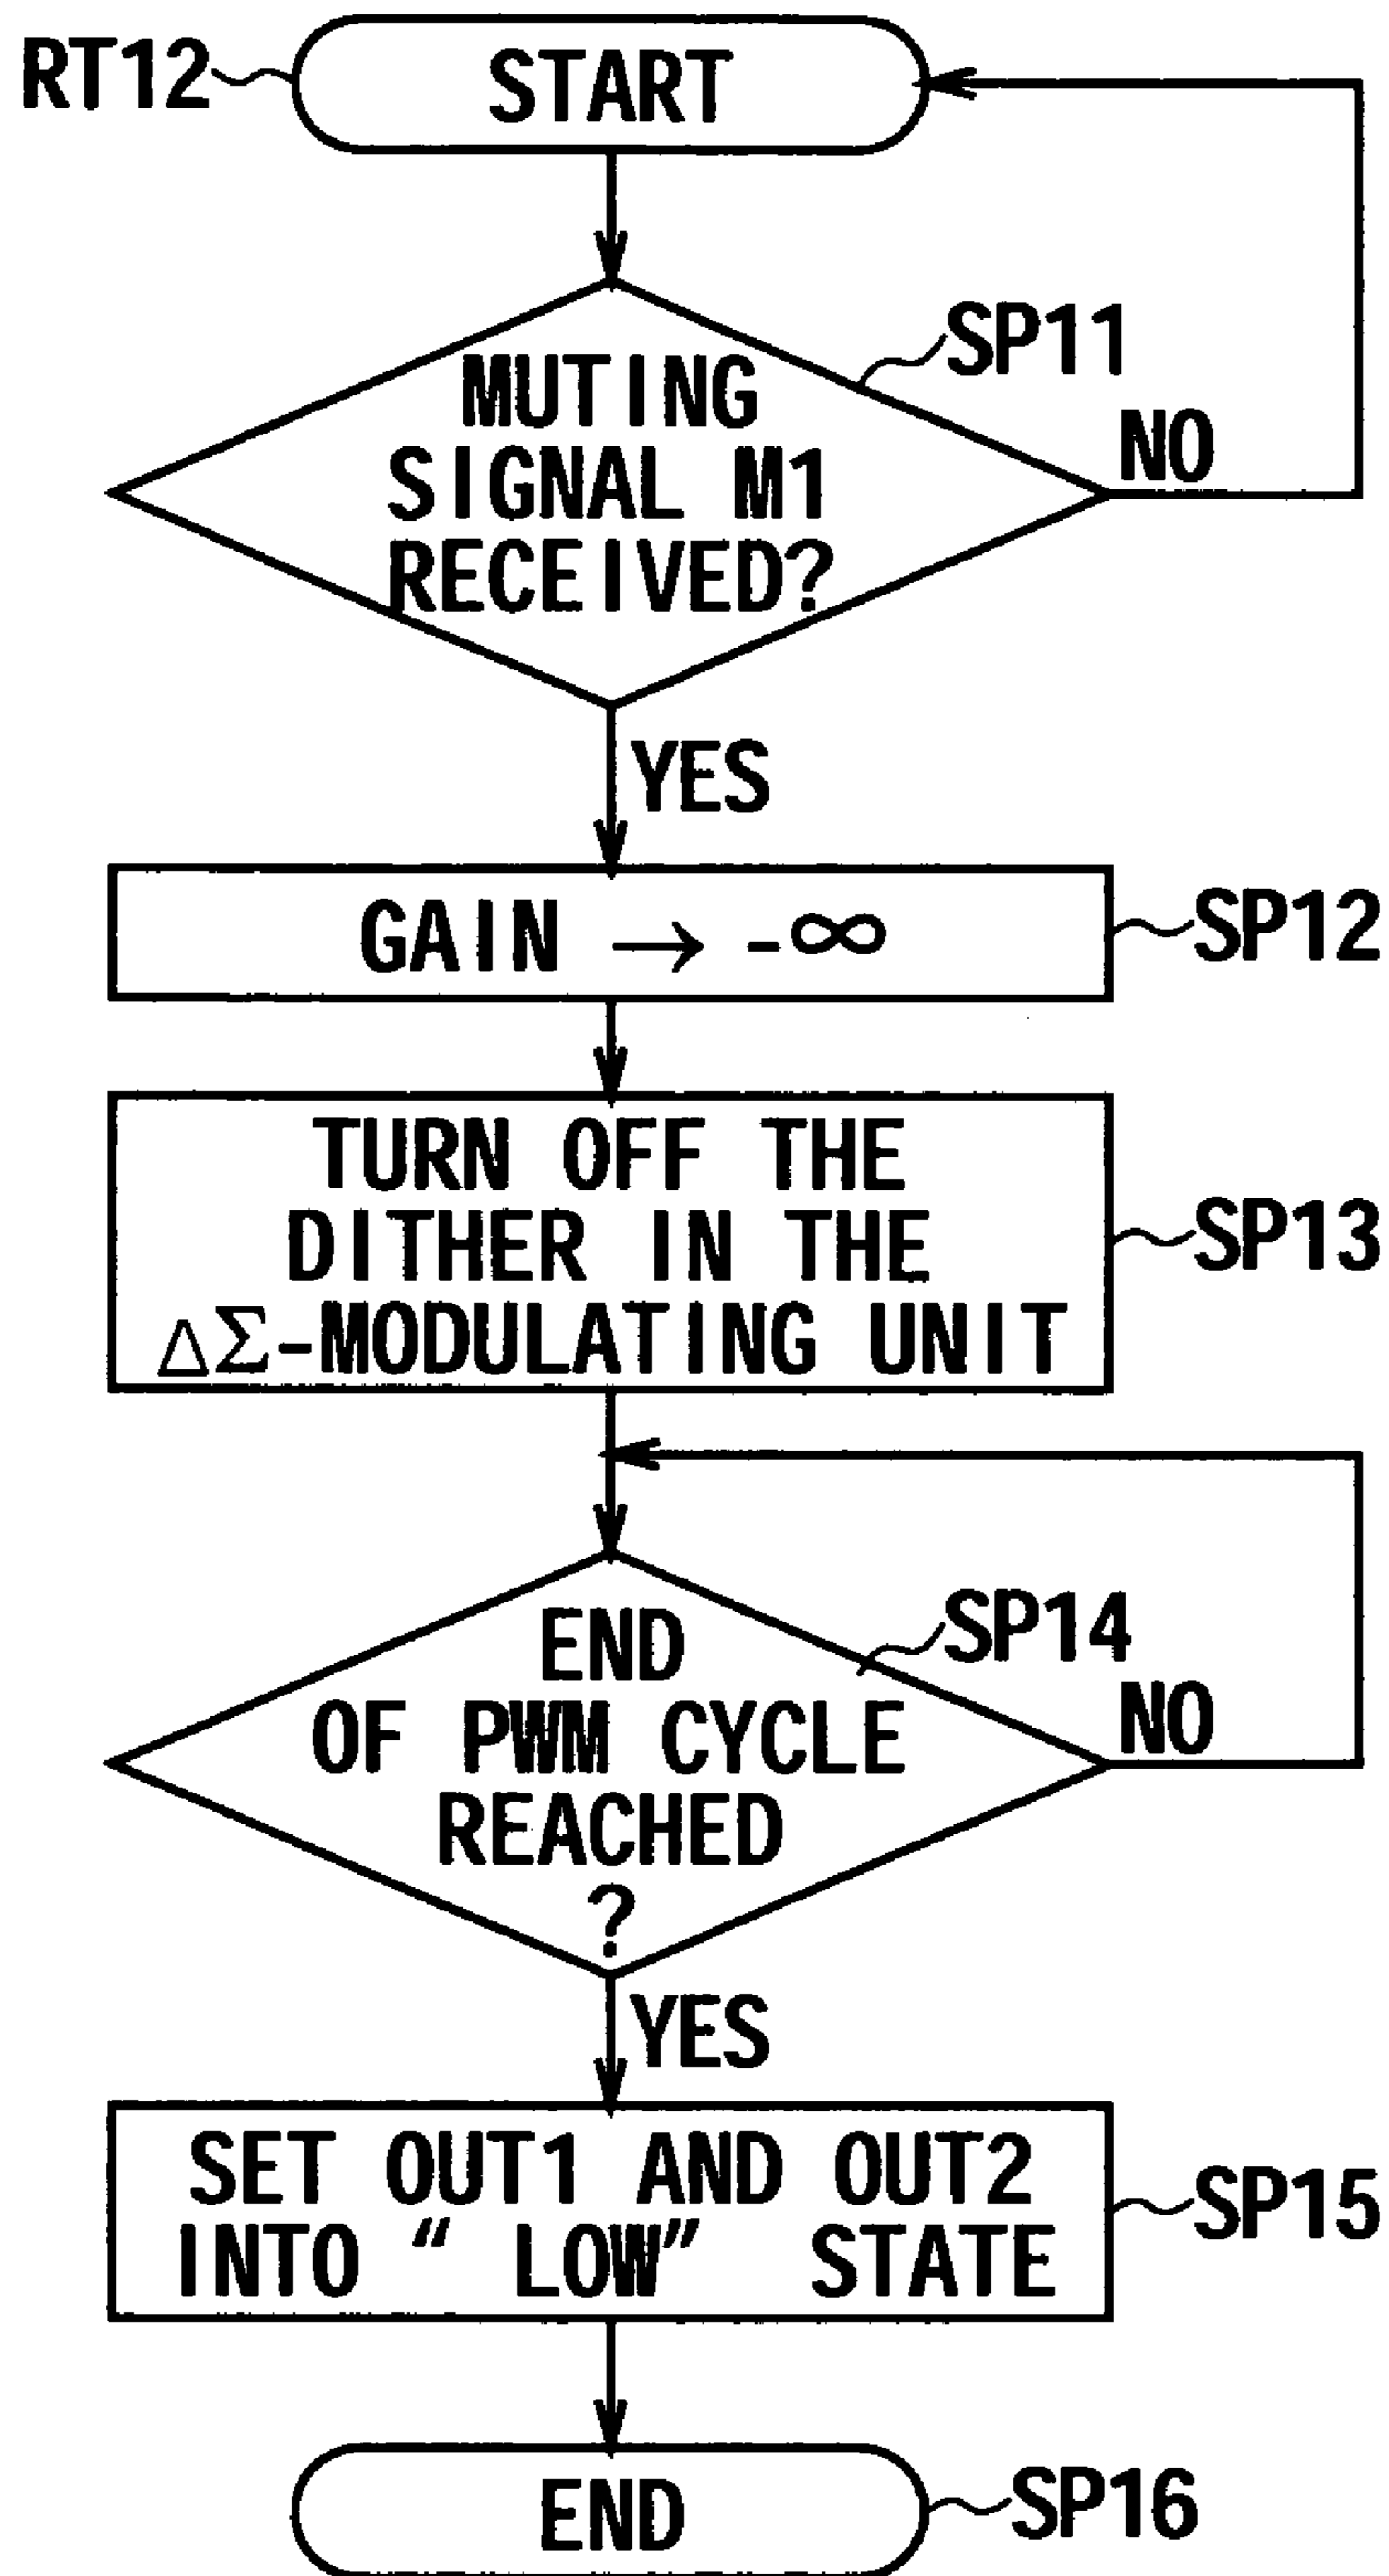 RT12
START
SP11
MUTING
SIGNAL M1
RECEIVED?
NO
YES
GAIN → -∞
SP12
TURN OFF THE
DITHER IN THE
ΔΣ-MODULATING UNIT
SP13
SP14
END
OF PWM CYCLE
REACHED
?
NO
YES
SET OUT1 AND OUT2
INTO “ LOW” STATE
SP15
END
SP16